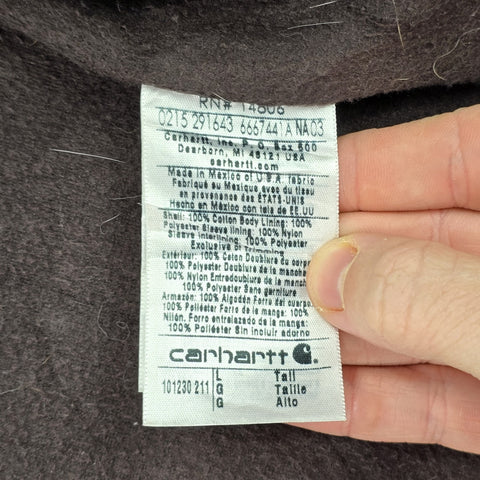 RN# 14806
0215 291643 6667441A NA03
Carhartt, Inc. P. O. Box 600
Dearborn, MI 48121 USA
carhartt.com
Made in Mexico of U.S.A. fabric
Fabriqué au Mexique avec du tissu
en provenance des ÉTATS-UNIS
Hecho en México con tela de EE.UU
Shell: 100% Cotton Body Lining: 100%
Polyester Sleeve lining: 100% Nylon
Sleeve Interlining: 100% Polyester
Exclusive of trimming
Extérieur: 100% Coton Doublure du corps
100% Polyester Doublure de la manche
100% Nylon Entredoublure de la manche
100% Polyester Sans garniture
Armazón: 100% Algodón Forro del cuerpo
100% Poliéster Forro de la manga: 100%
Nilón. Forro entrelazado de la manga:
100% Poliéster Sin incluir adorno
carhartt
101230 211 L Tall
G Taille
G Alto